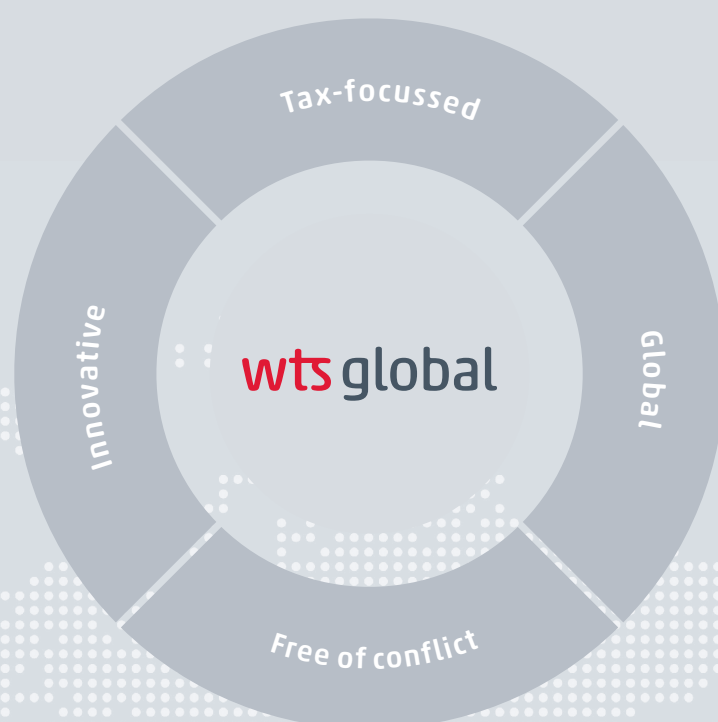 Tax-focussed
Innovative
wts global
Global
Free of conflict